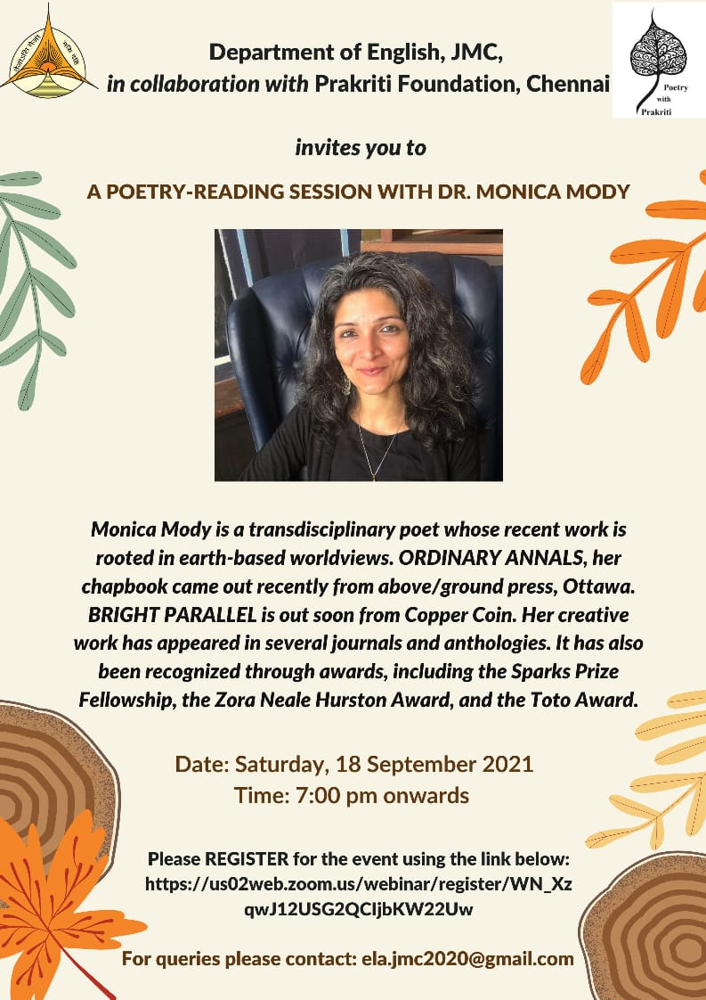 Department of English, JMC,
in collaboration with Prakriti Foundation, Chennai
Poetry
with
Prakriti
invites you to
A POETRY-READING SESSION WITH DR. MONICA MODY
Monica Mody is a transdisciplinary poet whose recent work is
rooted in earth-based worldviews. ORDINARY ANNALS, her
chapbook came out recently from above/ground press, Ottawa.
BRIGHT PARALLEL is out soon from Copper Coin. Her creative
work has appeared in several journals and anthologies. It has also
been recognized through awards, including the Sparks Prize
Fellowship, the Zora Neale Hurston Award, and the Toto Award.
Date: Saturday, 18 September 2021
Time: 7:00 pm onwards
Please REGISTER for the event using the link below:
https://us02web.zoom.us/webinar/register/WN_Xz
qwJ12USG2QCIjbKW22Uw
For queries please contact: ela.jmc2020@gmail.com